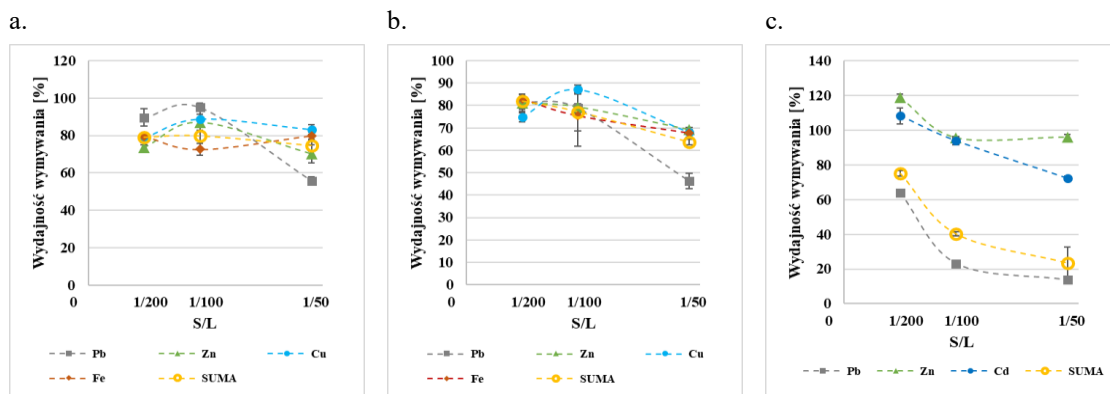 a.
b.
c.
Wydajność wymywania [%]
120
100
80
60
40
20
0
0
1/200
1/100
1/50
S/L
Pb
Zn
Cu
Fe
SUMA
Wydajność wymywania [%]
100
90
80
70
60
50
40
30
20
10
0
0
1/200
1/100
1/50
S/L
Pb
Zn
Cu
Fe
SUMA
Wydajność wymywania [%]
140
120
100
80
60
40
20
0
0
1/200
1/100
1/50
S/L
Pb
Zn
Cd
SUMA